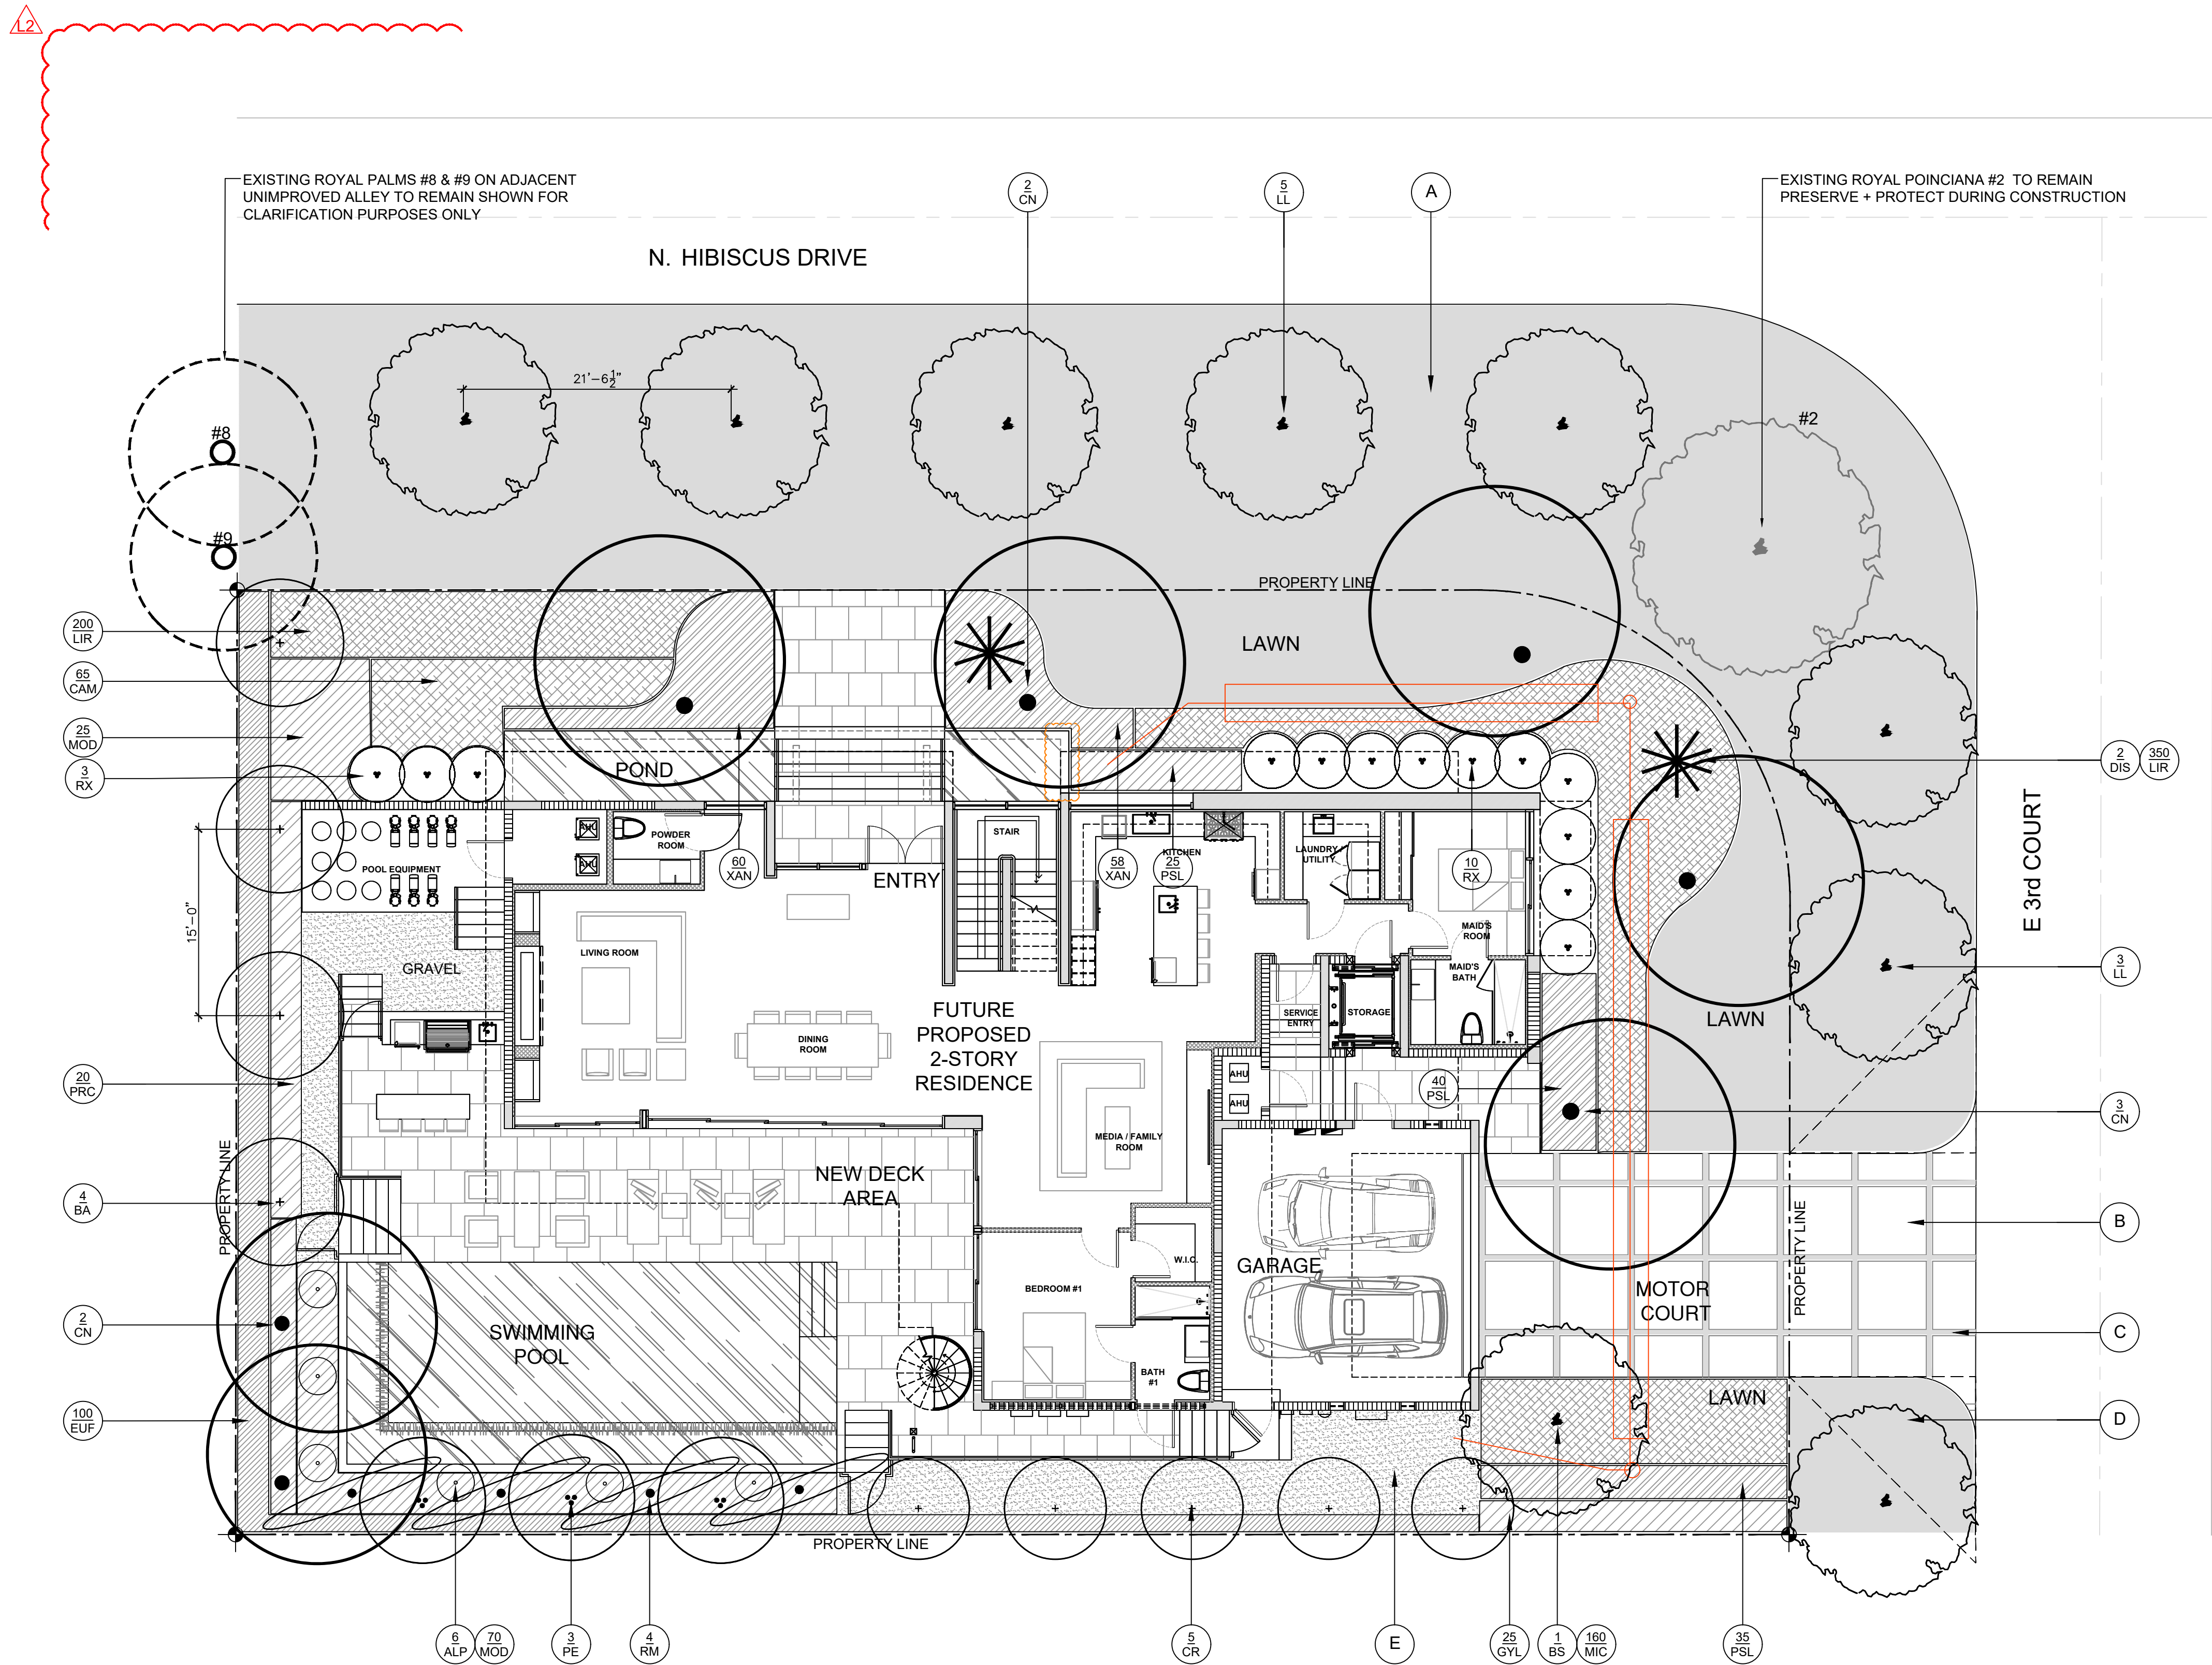 L2
EXISTING ROYAL PALMS #8 & #9 ON ADJACENT
UNIMPROVED ALLEY TO REMAIN SHOWN FOR
CLARIFICATION PURPOSES ONLY
2
CN
5
LL
A
EXISTING ROYAL POINCIANA #2 TO REMAIN
PRESERVE + PROTECT DURING CONSTRUCTION
N. HIBISCUS DRIVE
21'-6 1/2"
#2
#8
#9
PROPERTY LINE
200
LIR
LAWN
65
CAM
25
MOD
3
RX
POND
2
DIS
350
LIR
AHU
AHU
POWDER
ROOM
STAIR
KITCHEN
LAUNDRY /
UTILITY
POOL EQUIPMENT
60
XAN
ENTRY
58
XAN
25
PSL
10
RX
E 3rd COURT
15'-0"
MAID'S
ROOM
LIVING ROOM
GRAVEL
MAID'S
BATH
3
LL
FUTURE
PROPOSED
2-STORY
RESIDENCE
SERVICE
ENTRY
STORAGE
LAWN
DINING
ROOM
20
PRC
AHU
AHU
40
PSL
3
CN
MEDIA / FAMILY
ROOM
PROPERTY LINE
NEW DECK
AREA
4
BA
PROPERTY LINE
B
W.I.C.
GARAGE
BEDROOM #1
MOTOR
COURT
2
CN
SWIMMING
POOL
C
BATH
#1
LAWN
100
EUF
D
PROPERTY LINE
6
ALP
70
MOD
3
PE
4
RM
5
CR
E
25
GYL
1
BS
160
MIC
35
PSL